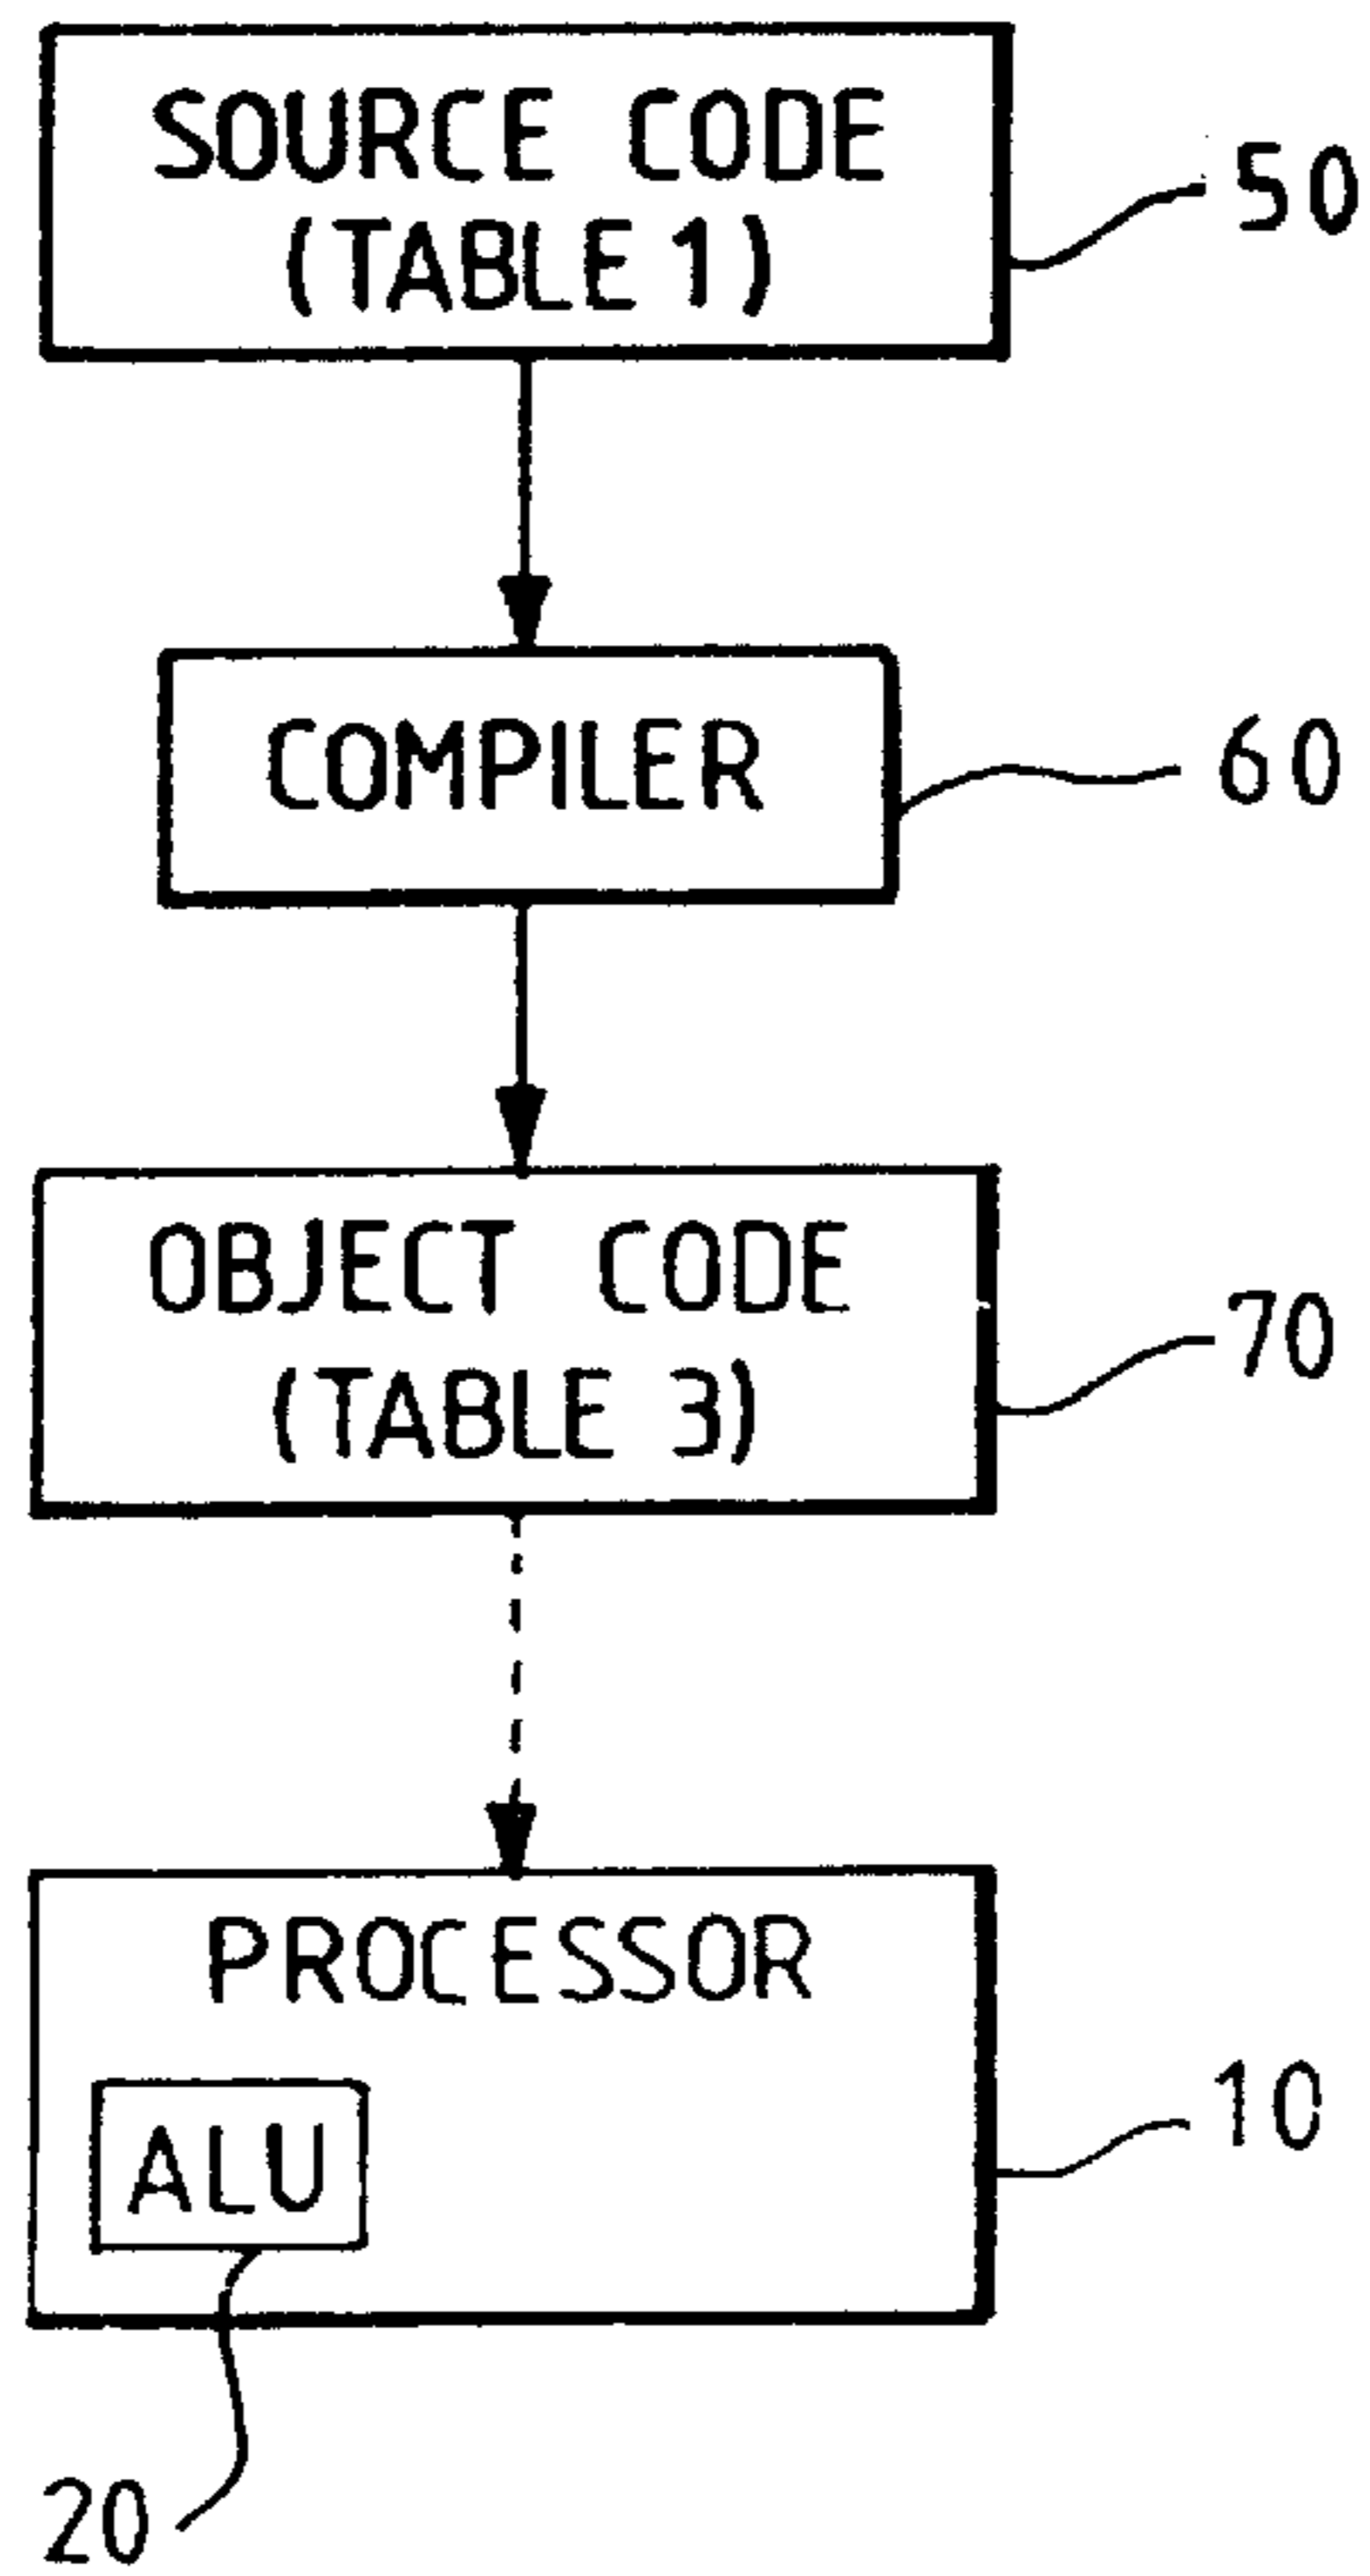 SOURCE CODE
(TABLE 1)
50
COMPILER
60
OBJECT CODE
(TABLE 3)
70
PROCESSOR
ALU
10
20